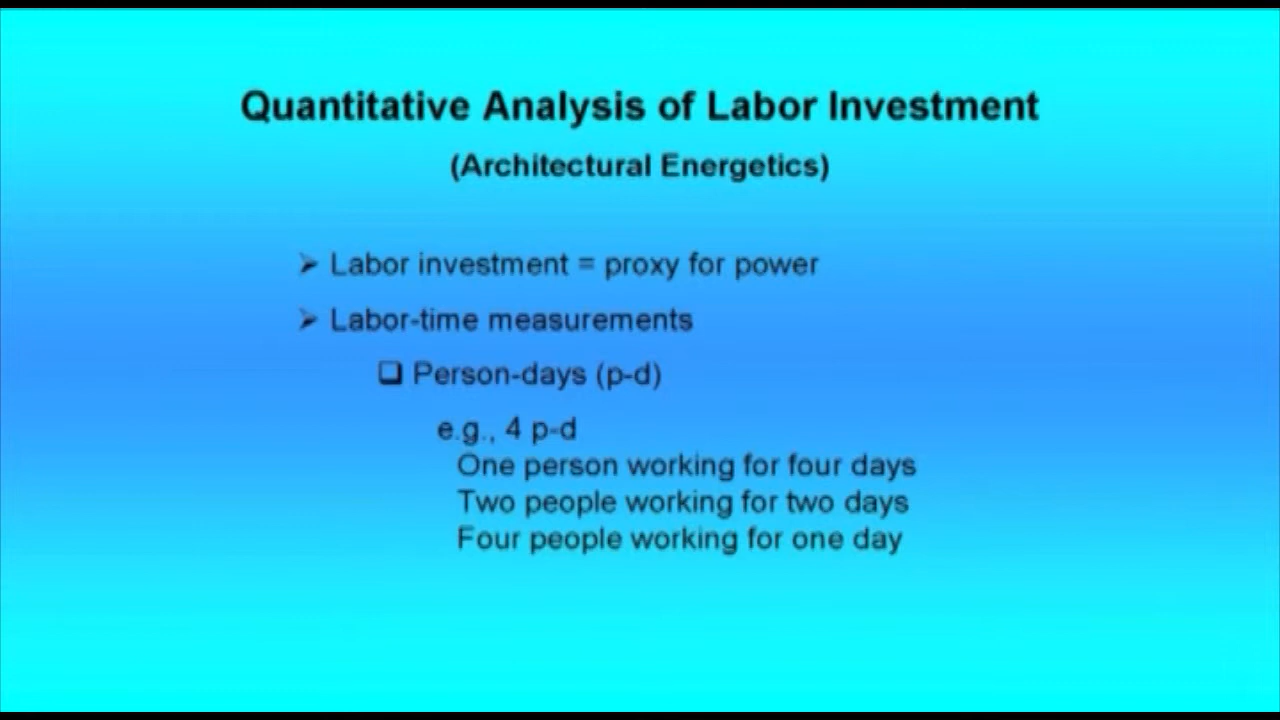 Quantitative Analysis of Labor Investment
(Architectural Energetics)
➢ Labor investment = proxy for power
➢ Labor-time measurements
❑ Person-days (p-d)
e.g., 4 p-d
One person working for four days
Two people working for two days
Four people working for one day